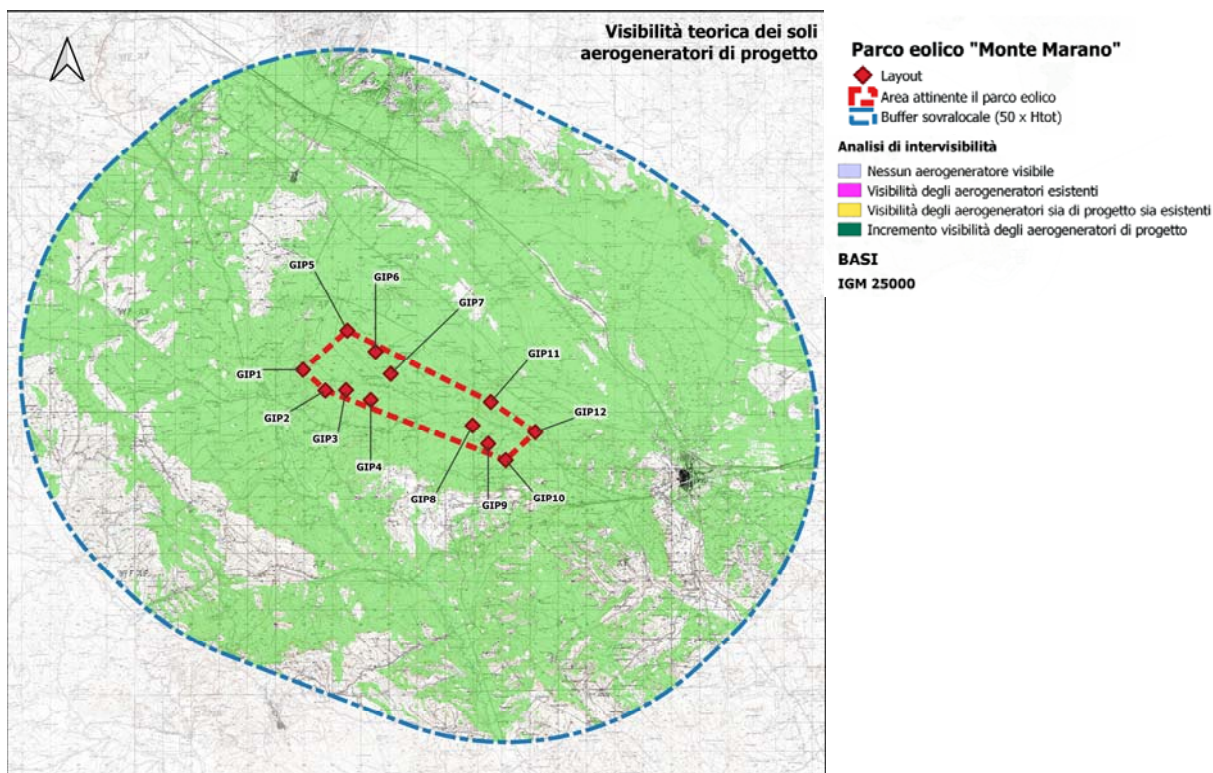 Visibilità teorica dei soli
aerogeneratori di progetto
GIP5
GIP6
GIP7
GIP1
GIP11
GIP2
GIP12
GIP3
GIP4
GIP8
GIP9
GIP10
Parco eolico "Monte Marano"
Layout
Area attinente il parco eolico
Buffer sovralocale (50 x Htot)
Analisi di intervisibilità
Nessun aerogeneratore visibile
Visibilità degli aerogeneratori esistenti
Visibilità degli aerogeneratori sia di progetto sia esistenti
Incremento visibilità degli aerogeneratori di progetto
BASI
IGM 25000